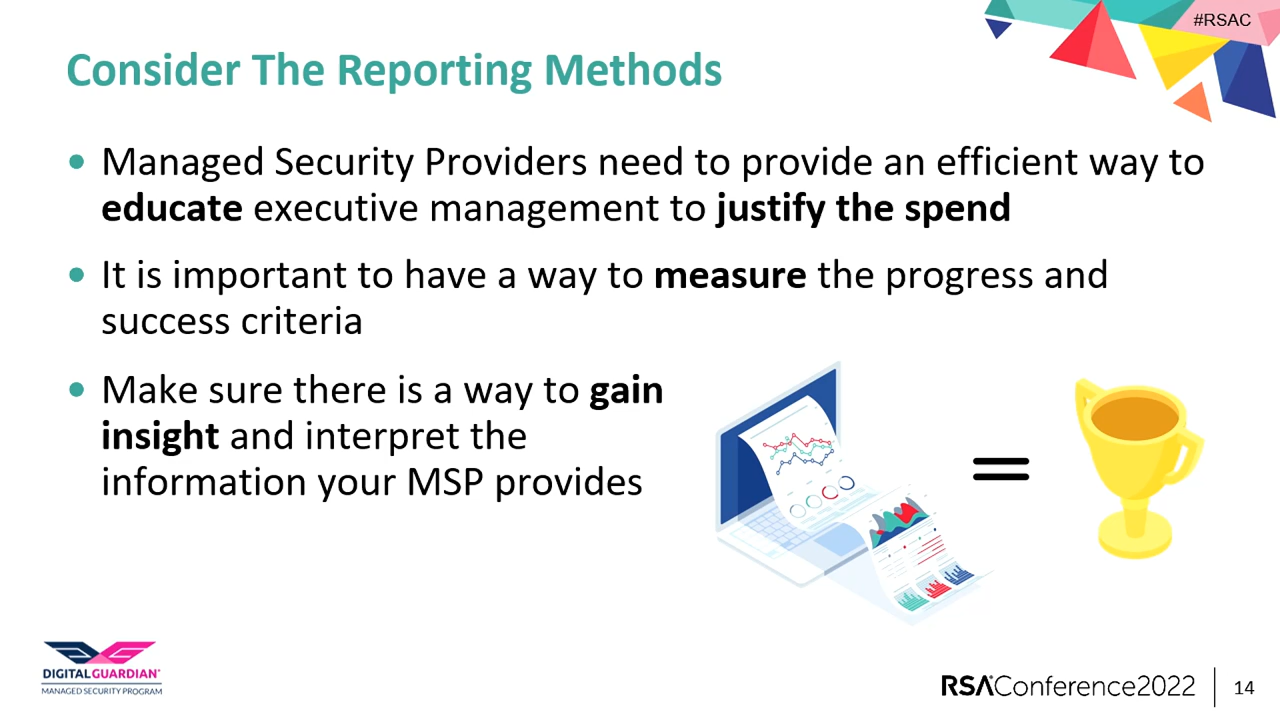 #RSAC
Consider The Reporting Methods
• Managed Security Providers need to provide an efficient way to
educate executive management to justify the spend
• It is important to have a way to measure the progress and
success criteria
• Make sure there is a way to gain
insight and interpret the
information your MSP provides
=
DIGITALGUARDIAN®
MANAGED SECURITY PROGRAM
RSAConference2022
14